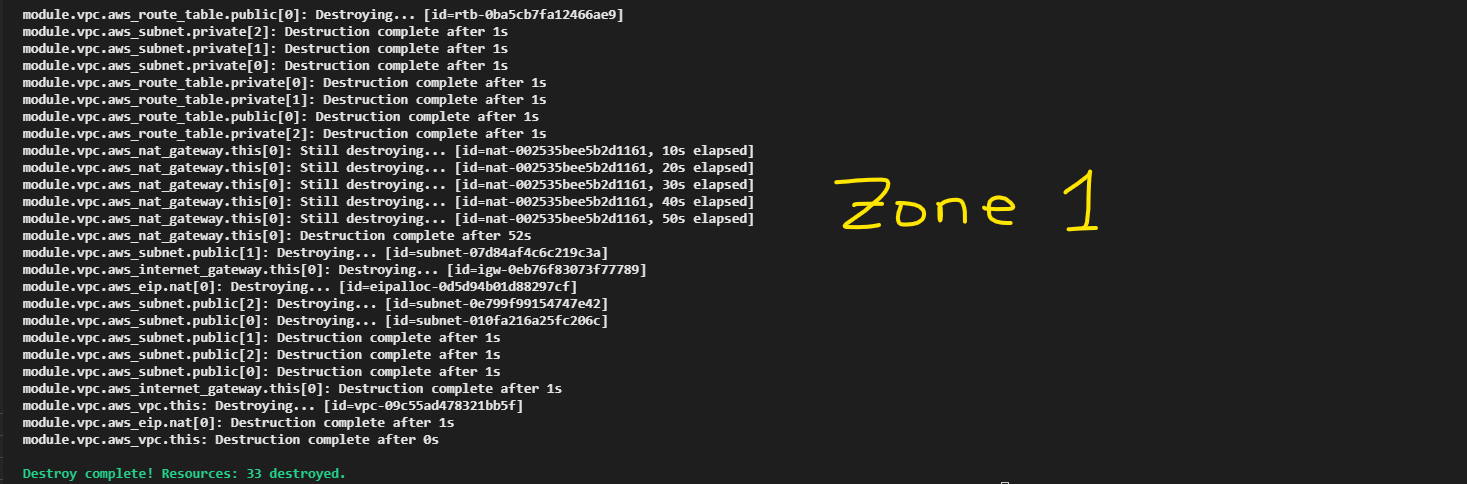 module.vpc.aws_route_table.public[0]: Destroying... [id=rtb-0ba5cb7fa12466ae9]
module.vpc.aws_subnet.private[2]: Destruction complete after 1s
module.vpc.aws_subnet.private[1]: Destruction complete after 1s
module.vpc.aws_subnet.private[0]: Destruction complete after 1s
module.vpc.aws_route_table.private[0]: Destruction complete after 1s
module.vpc.aws_route_table.private[1]: Destruction complete after 1s
module.vpc.aws_route_table.public[0]: Destruction complete after 1s
module.vpc.aws_route_table.private[2]: Destruction complete after 1s
module.vpc.aws_nat_gateway.this[0]: Still destroying... [id=nat-002535bee5b2d1161, 10s elapsed]
module.vpc.aws_nat_gateway.this[0]: Still destroying... [id=nat-002535bee5b2d1161, 20s elapsed]
module.vpc.aws_nat_gateway.this[0]: Still destroying... [id=nat-002535bee5b2d1161, 30s elapsed]
module.vpc.aws_nat_gateway.this[0]: Still destroying... [id=nat-002535bee5b2d1161, 40s elapsed]
module.vpc.aws_nat_gateway.this[0]: Still destroying... [id=nat-002535bee5b2d1161, 50s elapsed]
module.vpc.aws_nat_gateway.this[0]: Destruction complete after 52s
module.vpc.aws_subnet.public[1]: Destroying... [id=subnet-07d84af4c6c219c3a]
module.vpc.aws_internet_gateway.this[0]: Destroying... [id=igw-0eb76f83073f77789]
module.vpc.aws_eip.nat[0]: Destroying... [id=eipalloc-0d5d94b01d88297cf]
module.vpc.aws_subnet.public[2]: Destroying... [id=subnet-0e799f99154747e42]
module.vpc.aws_subnet.public[0]: Destroying... [id=subnet-010fa216a25fc206c]
module.vpc.aws_subnet.public[1]: Destruction complete after 1s
module.vpc.aws_subnet.public[2]: Destruction complete after 1s
module.vpc.aws_subnet.public[0]: Destruction complete after 1s
module.vpc.aws_internet_gateway.this[0]: Destruction complete after 1s
module.vpc.aws_vpc.this: Destroying... [id=vpc-09c55ad478321bb5f]
module.vpc.aws_eip.nat[0]: Destruction complete after 1s
module.vpc.aws_vpc.this: Destruction complete after 0s
Destroy complete! Resources: 33 destroyed.
Zone 1